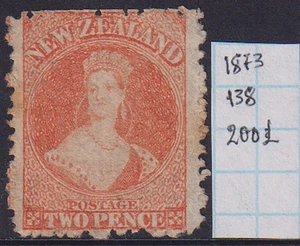 NEW ZEALAND
POSTAGE
TWO PENCE
1873
138
200£